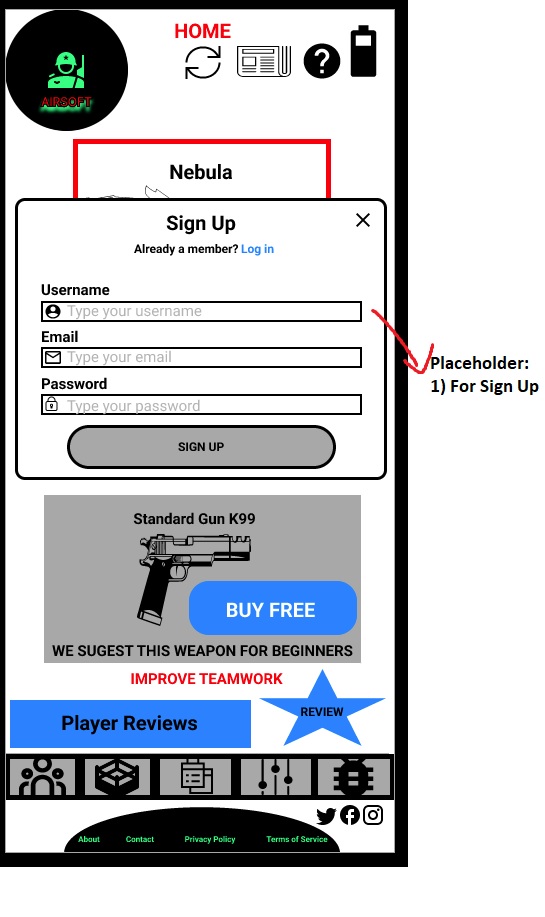 HOME
AIRSOFT
Nebula
Sign Up
Already a member? Log in
Username
Type your username
Email
Type your email
Password
Type your password
SIGN UP
Placeholder:
1) For Sign Up
Standard Gun K99
BUY FREE
WE SUGEST THIS WEAPON FOR BEGINNERS
IMPROVE TEAMWORK
Player Reviews
REVIEW
About Contact Privacy Policy Terms of Service